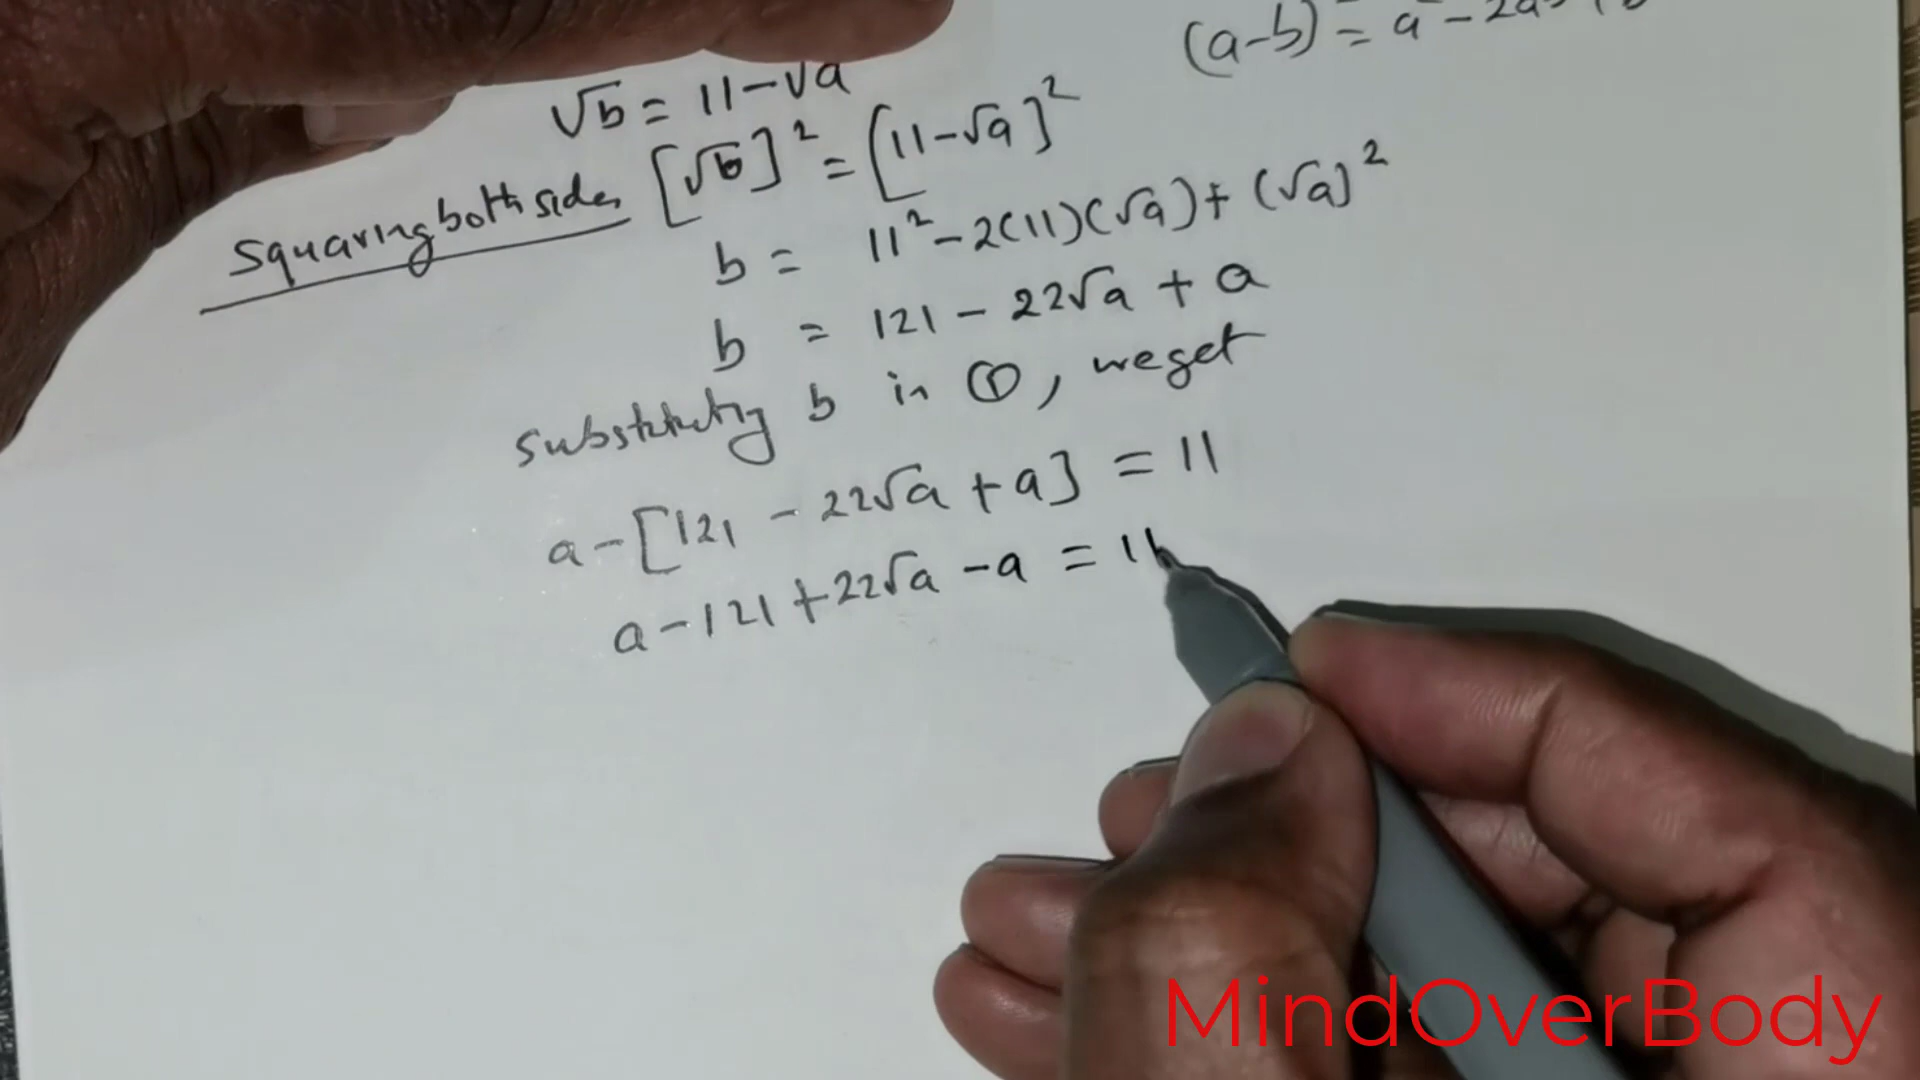 (a-b) = a - 2a
√b = 11-√a
Squaring both sides [√b]² = [11-√a]²
b = 11² - 2(11)(√a) + (√a)²
b = 121 - 22√a + a
Substituting b in ①, we get
a - [121 - 22√a + a] = 11
a - 121 + 22√a - a = 11
MindOverBody